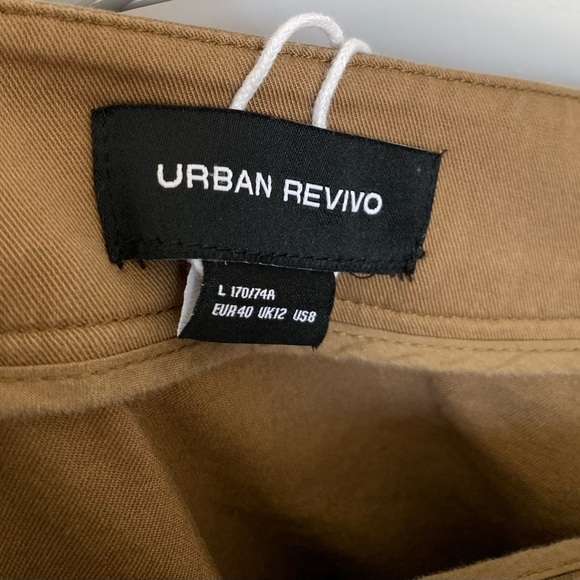 URBAN REVIVO
L 170/74A
EUR40 UK12 US8